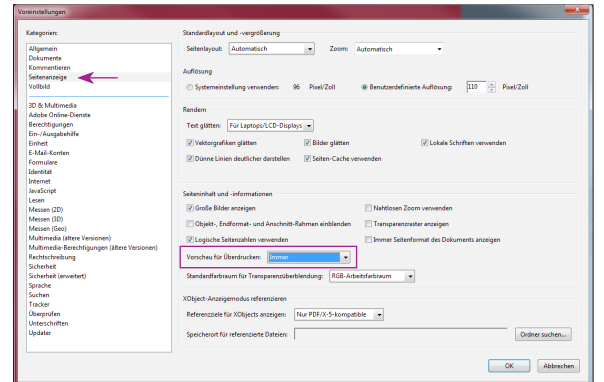 Voreinstellungen
Kategorien:
Allgemein
Dokumente
Kommentieren
Seitenanzeige
Vollbild
3D & Multimedia
Adobe Online-Dienste
Berechtigungen
Ein-/Ausgabehilfe
Einheit
E-Mail-Konten
Formulare
Identität
Internet
JavaScript
Lesen
Messen (2D)
Messen (3D)
Messen (Geo)
Multimedia (ältere Versionen)
Multimedia-Berechtigungen (ältere Versionen)
Rechtschreibung
Sicherheit
Sicherheit (erweitert)
Sprache
Suchen
Tracker
Überprüfen
Unterschriften
Updater
Standardlayout und -vergrößerung
Seitenlayout: Automatisch Zoom: Automatisch
Auflösung
Systemeinstellung verwenden: 96 Pixel/Zoll Benutzerdefinierte Auflösung: 110 Pixel/Zoll
Rendern
Text glätten: Für Laptops/LCD-Displays
Vektorgrafiken glätten Bilder glätten Lokale Schriften verwenden
Dünne Linien deutlicher darstellen Seiten-Cache verwenden
Seiteninhalt und -informationen
Große Bilder anzeigen Nahtlosen Zoom verwenden
Objekt-, Endformat- und Anschnitt-Rahmen einblenden Transparenzraster anzeigen
Logische Seitenzahlen verwenden Immer Seitenformat des Dokuments anzeigen
Vorschau für Überdrucken: Immer
Standardfarbraum für Transparenzüberblendung: RGB-Arbeitsfarbraum
XObject-Anzeigemodus referenzieren
Referenzziele für XObjects anzeigen: Nur PDF/X-5-kompatible
Speicherort für referenzierte Dateien: Ordner suchen...
OK Abbrechen